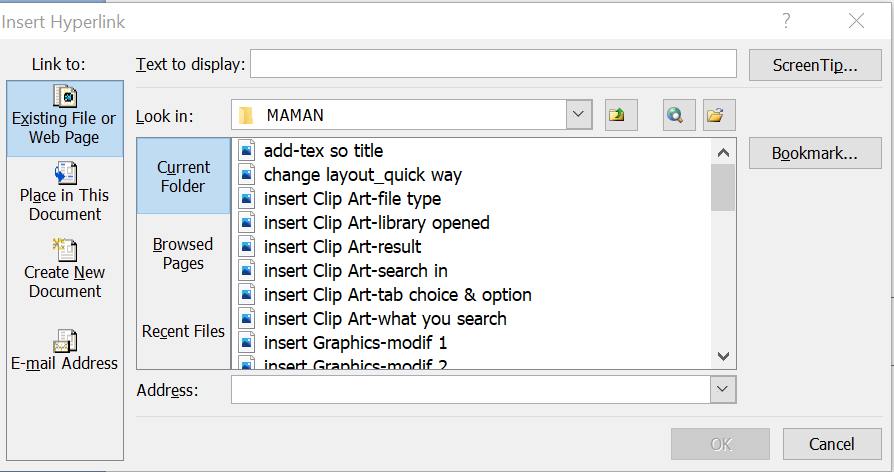 Insert Hyperlink
?
Link to:
Existing File or
Web Page
Place in This
Document
Create New
Document
E-mail Address
Text to display:
ScreenTip...
Look in:
MAMAN
Current
Folder
Browsed
Pages
Recent Files
add-tex so title
change layout_quick way
insert Clip Art-file type
insert Clip Art-library opened
insert Clip Art-result
insert Clip Art-search in
insert Clip Art-tab choice & option
insert Clip Art-what you search
insert Graphics-modif 1
insert Graphics-modif 2
Bookmark...
Address:
OK
Cancel